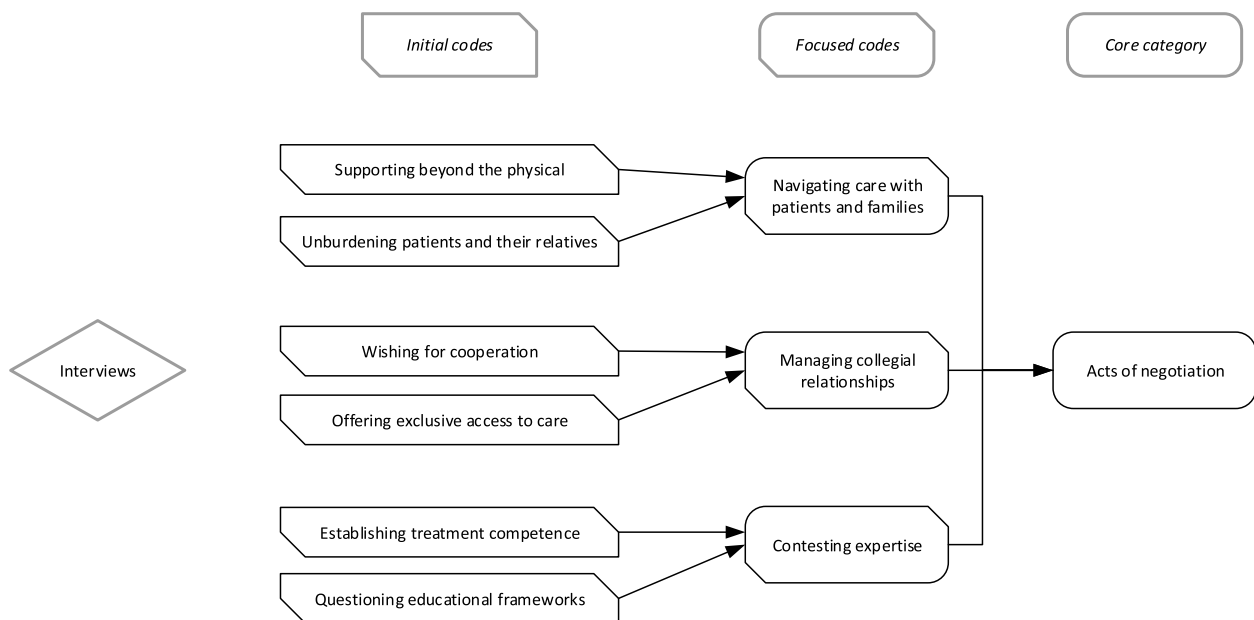 Initial codes
Focused codes
Core category
Supporting beyond the physical
Unburdening patients and their relatives
Navigating care with
patients and families
Interviews
Wishing for cooperation
Offering exclusive access to care
Managing collegial
relationships
Acts of negotiation
Establishing treatment competence
Questioning educational frameworks
Contesting expertise